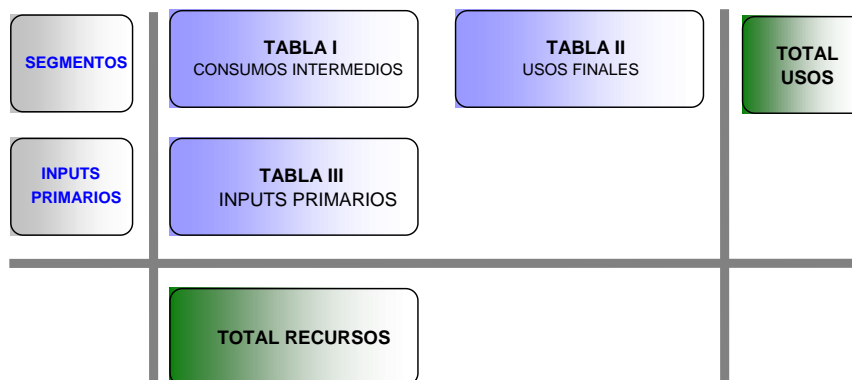 SEGMENTOS
TABLA I
CONSUMOS INTERMEDIOS
TABLA II
USOS FINALES
TOTAL
USOS
INPUTS
PRIMARIOS
TABLA III
INPUTS PRIMARIOS
TOTAL RECURSOS